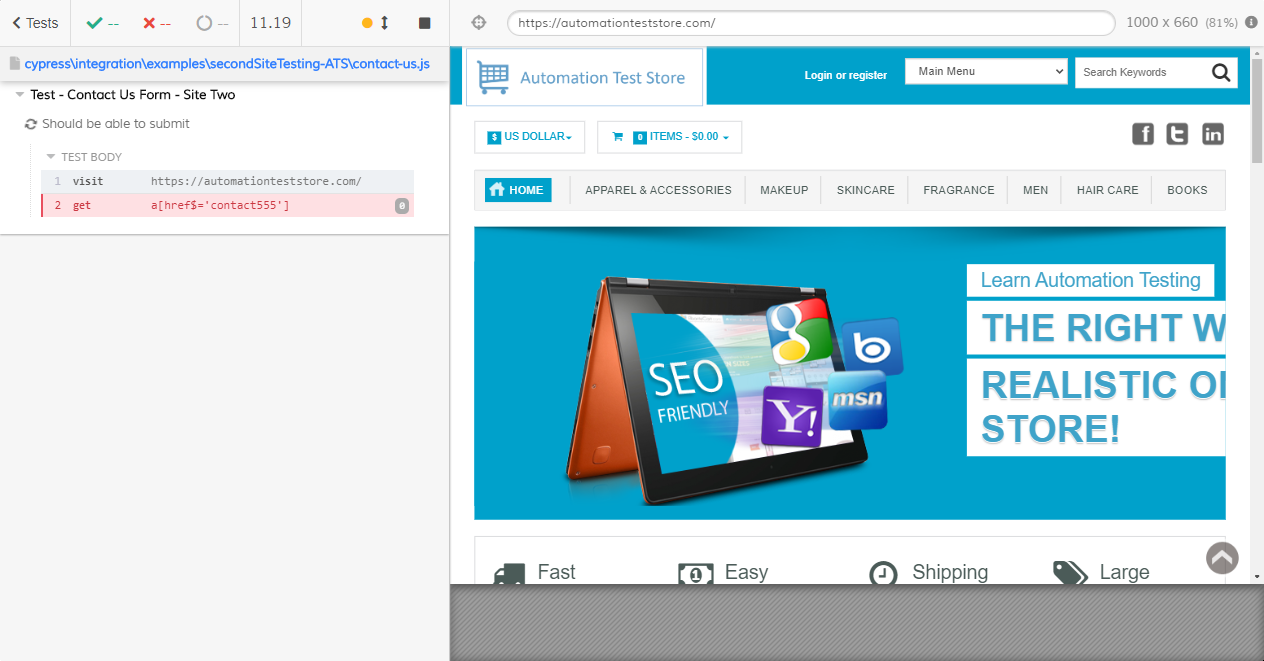 Tests -- -- -- 11.19
https://automationteststore.com/ 1000 x 660 (81%)
cypress\integration\examples\secondSiteTesting-ATS\contact-us.js
Test - Contact Us Form - Site Two
Should be able to submit
TEST BODY
1 visit https://automationteststore.com/
2 get a[href$='contact555'] 0
Automation Test Store
Login or register Main Menu Search Keywords
$ US DOLLAR 0 ITEMS - $0.00
f t in
HOME APPAREL & ACCESSORIES MAKEUP SKINCARE FRAGRANCE MEN HAIR CARE BOOKS
SEO
FRIENDLY
g
b
Y!
msn
Learn Automation Testing
THE RIGHT W
REALISTIC O
STORE!
Fast 1 Easy Shipping Large